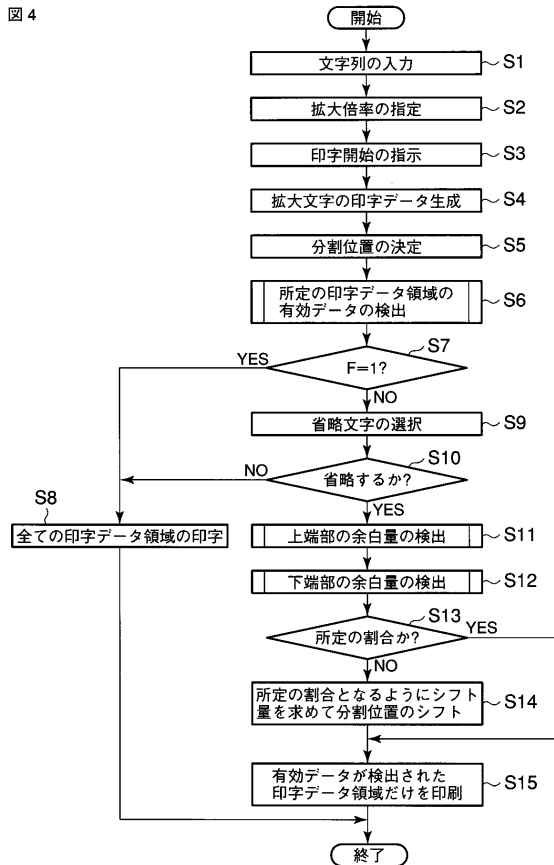 図4
開始
文字列の入力 S1
拡大倍率の指定 S2
印字開始の指示 S3
拡大文字の印字データ生成 S4
分割位置の決定 S5
所定の印字データ領域の
有効データの検出 S6
S7
F=1?
YES
NO
省略文字の選択 S9
S10
省略するか?
NO
YES
S8
全ての印字データ領域の印字
上端部の余白量の検出 S11
下端部の余白量の検出 S12
S13
所定の割合か?
YES
NO
所定の割合となるようにシフト
量を求めて分割位置のシフト S14
有効データが検出された
印字データ領域だけを印刷 S15
終了